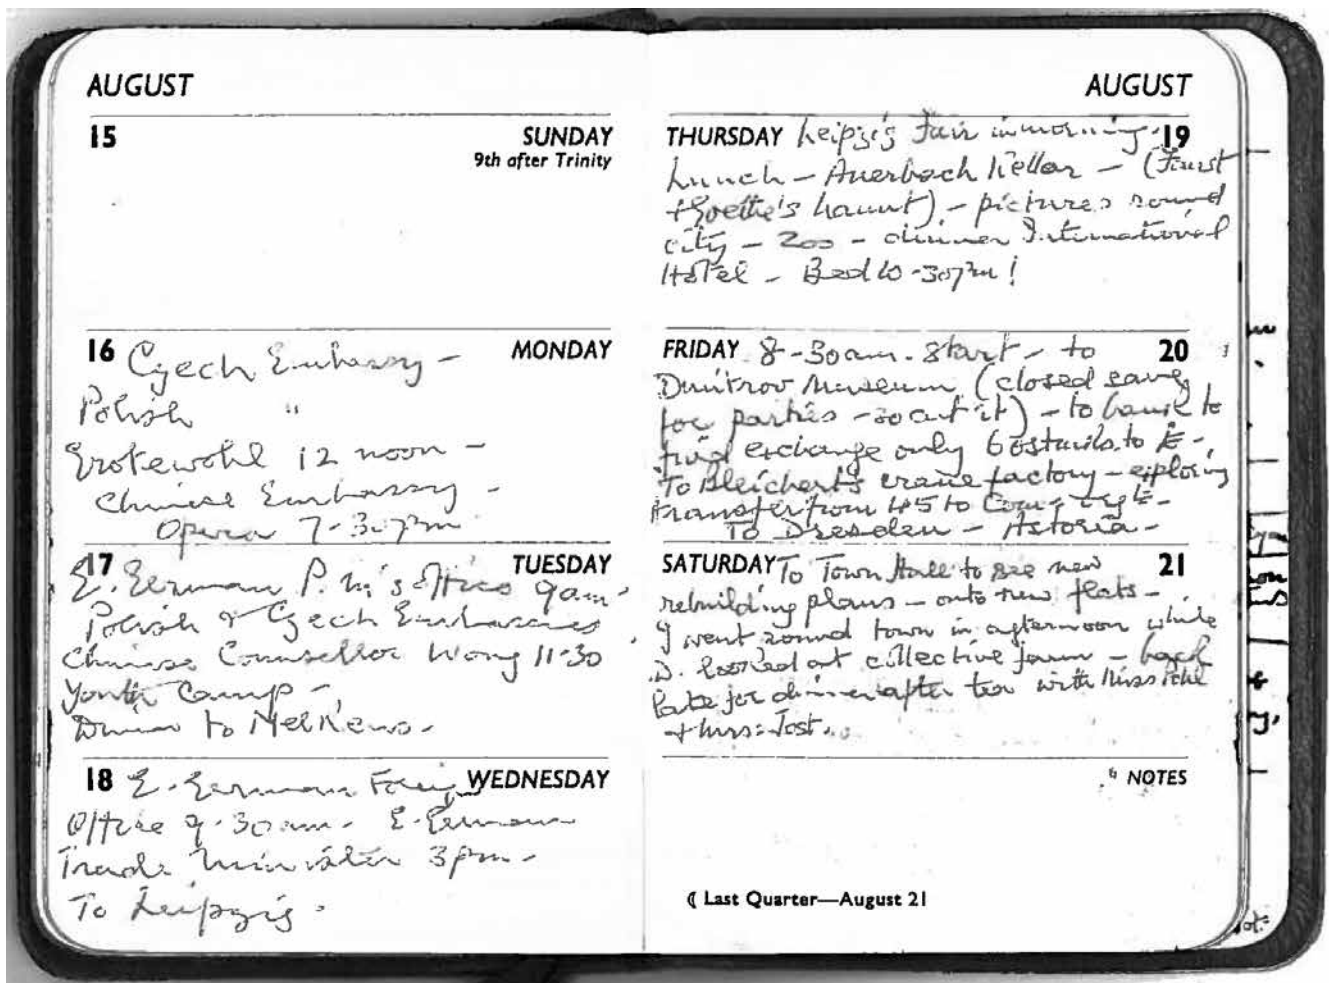 AUGUST
15 SUNDAY
9th after Trinity
16 MONDAY
Czech Embassy -
Polish "
Grotewohl 12 noon -
Chinese Embassy -
Opera 7-30pm
17 TUESDAY
E. German P.M's Office 9am
Polish & Czech Embassies
Chinese Counsellor Wong 11-30
Youth Camp -
to
18 WEDNESDAY
E. German Foreign
Office 9-30am - E. German
Trade Minister 3pm -
To Leipzig.
AUGUST
THURSDAY 19
Leipzig Fair in morning.
Lunch - Auerbach Keller - (Faust
+ Goethe's haunt) - pictures round
city - Zoo - dinner International
Hotel - Bed 10-30pm!
FRIDAY 20
8-30am. start - to
Dmitrov Museum (closed save
for parties - so cut it) - to bank to
find exchange only 6 ostmarks to £ -
To Bleichert's crane factory - exploring
transfer from 45 to
To Dresden - Astoria -
SATURDAY 21
To Town Hall to see new
rebuilding plans - onto new flats -
I went round town in afternoon while
D. looked at collective farm - back
late for dinner after tea with Miss
+ Mrs. Jost.
NOTES
☾ Last Quarter—August 21